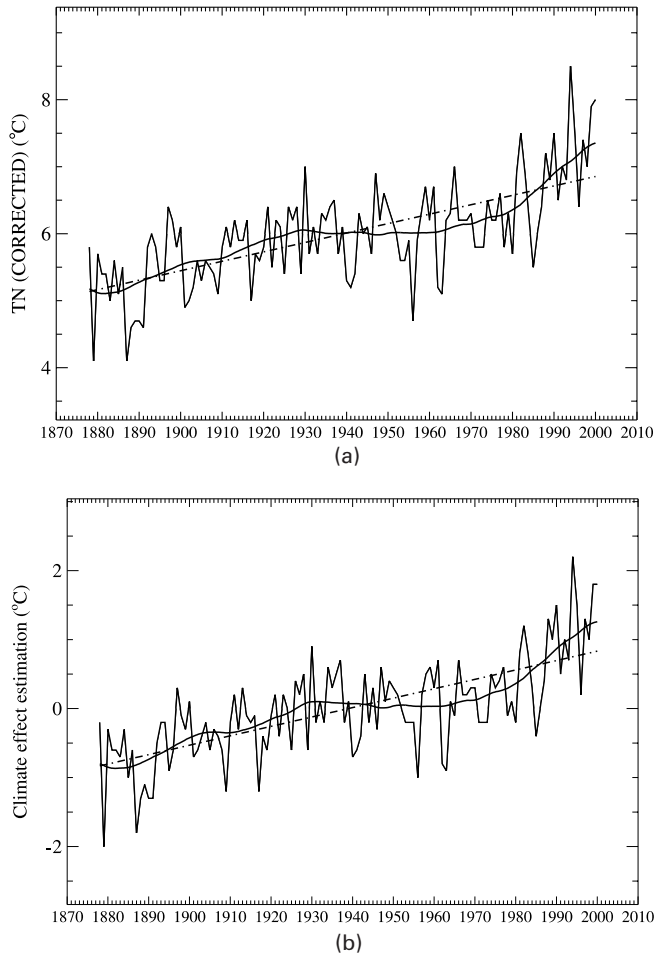 TN (CORRECTED) (°C)
8
6
4
1870 1880 1890 1900 1910 1920 1930 1940 1950 1960 1970 1980 1990 2000 2010
(a)
Climate effect estimation (°C)
2
0
-2
1870 1880 1890 1900 1910 1920 1930 1940 1950 1960 1970 1980 1990 2000 2010
(b)